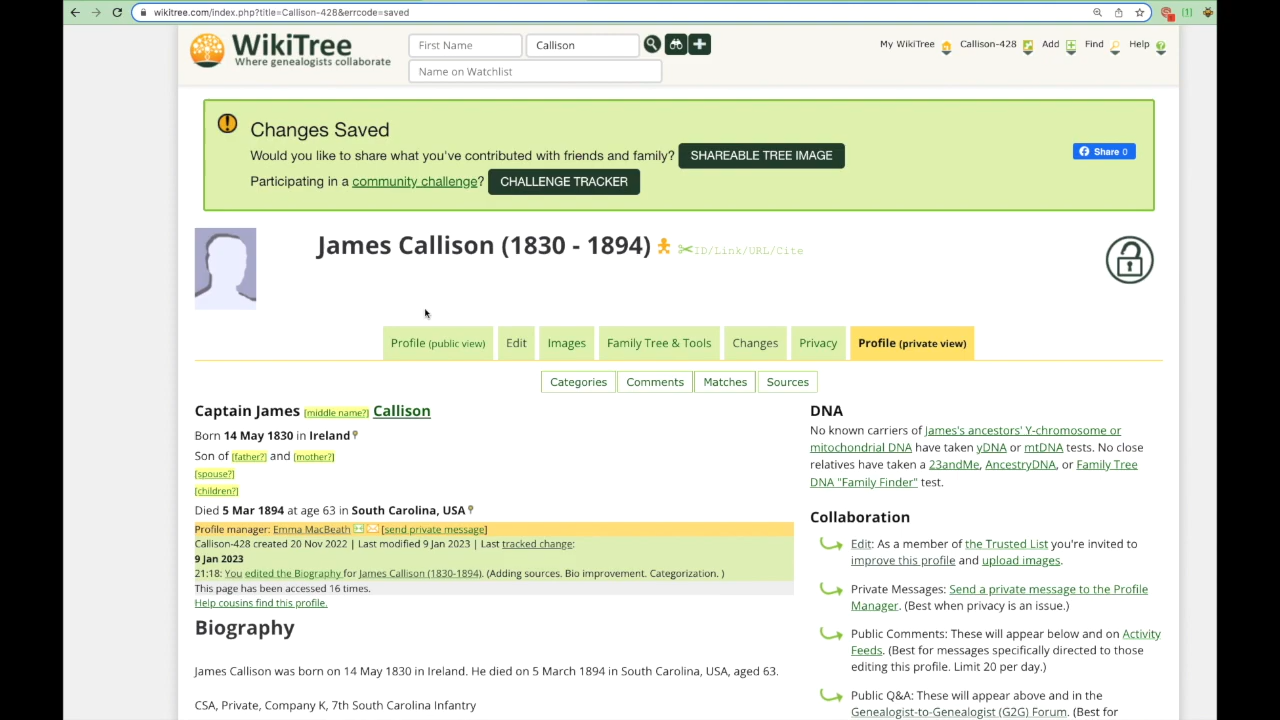 wikitree.com/index.php?title=Callison-428&errcode=saved
WikiTree
Where genealogists collaborate
First Name
Callison
Name on Watchlist
My WikiTree
Callison-428
Add
Find
Help
Changes Saved
Would you like to share what you've contributed with friends and family? SHAREABLE TREE IMAGE
Share 0
Participating in a community challenge? CHALLENGE TRACKER
James Callison (1830 - 1894)
ID/Link/URL/Cite
Profile (public view)
Edit
Images
Family Tree & Tools
Changes
Privacy
Profile (private view)
Categories
Comments
Matches
Sources
Captain James [middle name?] Callison
Born 14 May 1830 in Ireland
Son of [father?] and [mother?]
[spouse?]
[children?]
Died 5 Mar 1894 at age 63 in South Carolina, USA
Profile manager: Emma MacBeath [send private message]
Callison-428 created 20 Nov 2022 | Last modified 9 Jan 2023 | Last tracked change:
9 Jan 2023
21:18: You edited the Biography for James Callison (1830-1894). (Adding sources. Bio improvement. Categorization. )
This page has been accessed 16 times.
Help cousins find this profile.
Biography
James Callison was born on 14 May 1830 in Ireland. He died on 5 March 1894 in South Carolina, USA, aged 63.
CSA, Private, Company K, 7th South Carolina Infantry
DNA
No known carriers of James's ancestors' Y-chromosome or
mitochondrial DNA have taken yDNA or mtDNA tests. No close
relatives have taken a 23andMe, AncestryDNA, or Family Tree
DNA "Family Finder" test.
Collaboration
Edit: As a member of the Trusted List you're invited to
improve this profile and upload images.
Private Messages: Send a private message to the Profile
Manager. (Best when privacy is an issue.)
Public Comments: These will appear below and on Activity
Feeds. (Best for messages specifically directed to those
editing this profile. Limit 20 per day.)
Public Q&A: These will appear above and in the
Genealogist-to-Genealogist (G2G) Forum. (Best for